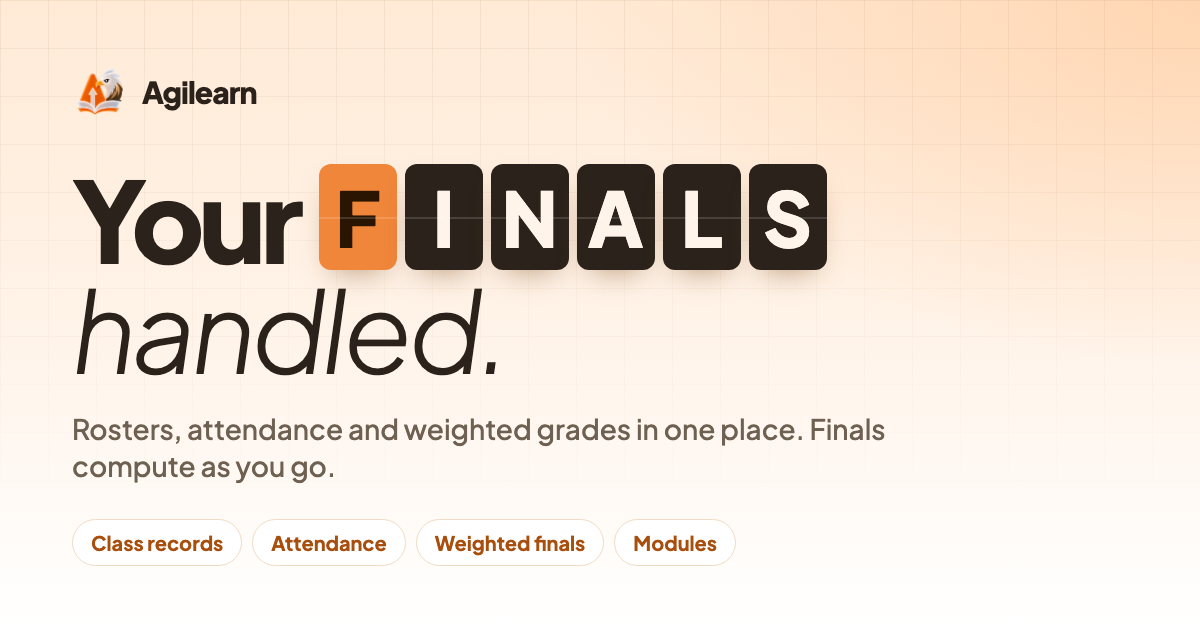 Agilearn
Your FINALS
handled.
Rosters, attendance and weighted grades in one place. Finals
compute as you go.
Class records
Attendance
Weighted finals
Modules